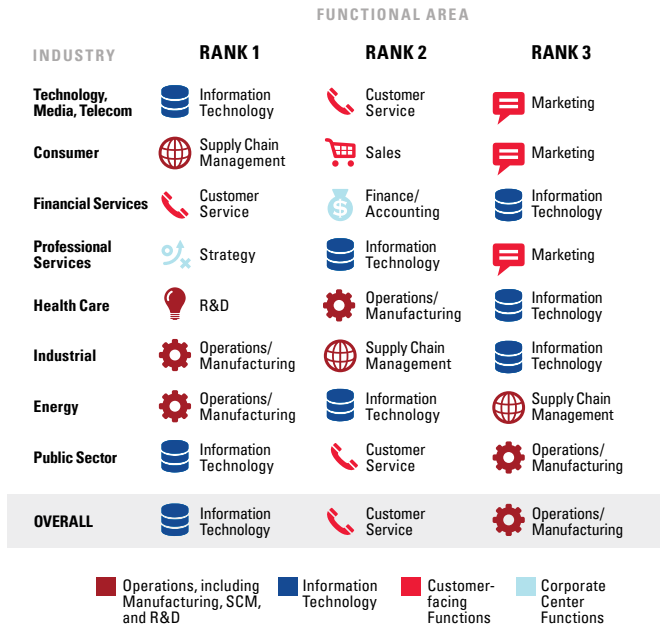 FUNCTIONAL AREA
INDUSTRY RANK 1 RANK 2 RANK 3
Technology,
Media, Telecom
Information
Technology
Customer
Service
Marketing
Consumer
Supply Chain
Management
Sales
Marketing
Financial Services
Customer
Service
Finance/
Accounting
Information
Technology
Professional
Services
Strategy
Information
Technology
Marketing
Health Care
R&D
Operations/
Manufacturing
Information
Technology
Industrial
Operations/
Manufacturing
Supply Chain
Management
Information
Technology
Energy
Operations/
Manufacturing
Information
Technology
Supply Chain
Management
Public Sector
Information
Technology
Customer
Service
Operations/
Manufacturing
OVERALL
Information
Technology
Customer
Service
Operations/
Manufacturing
Operations, including
Manufacturing, SCM,
and R&D
Information
Technology
Customer-
facing
Functions
Corporate
Center
Functions